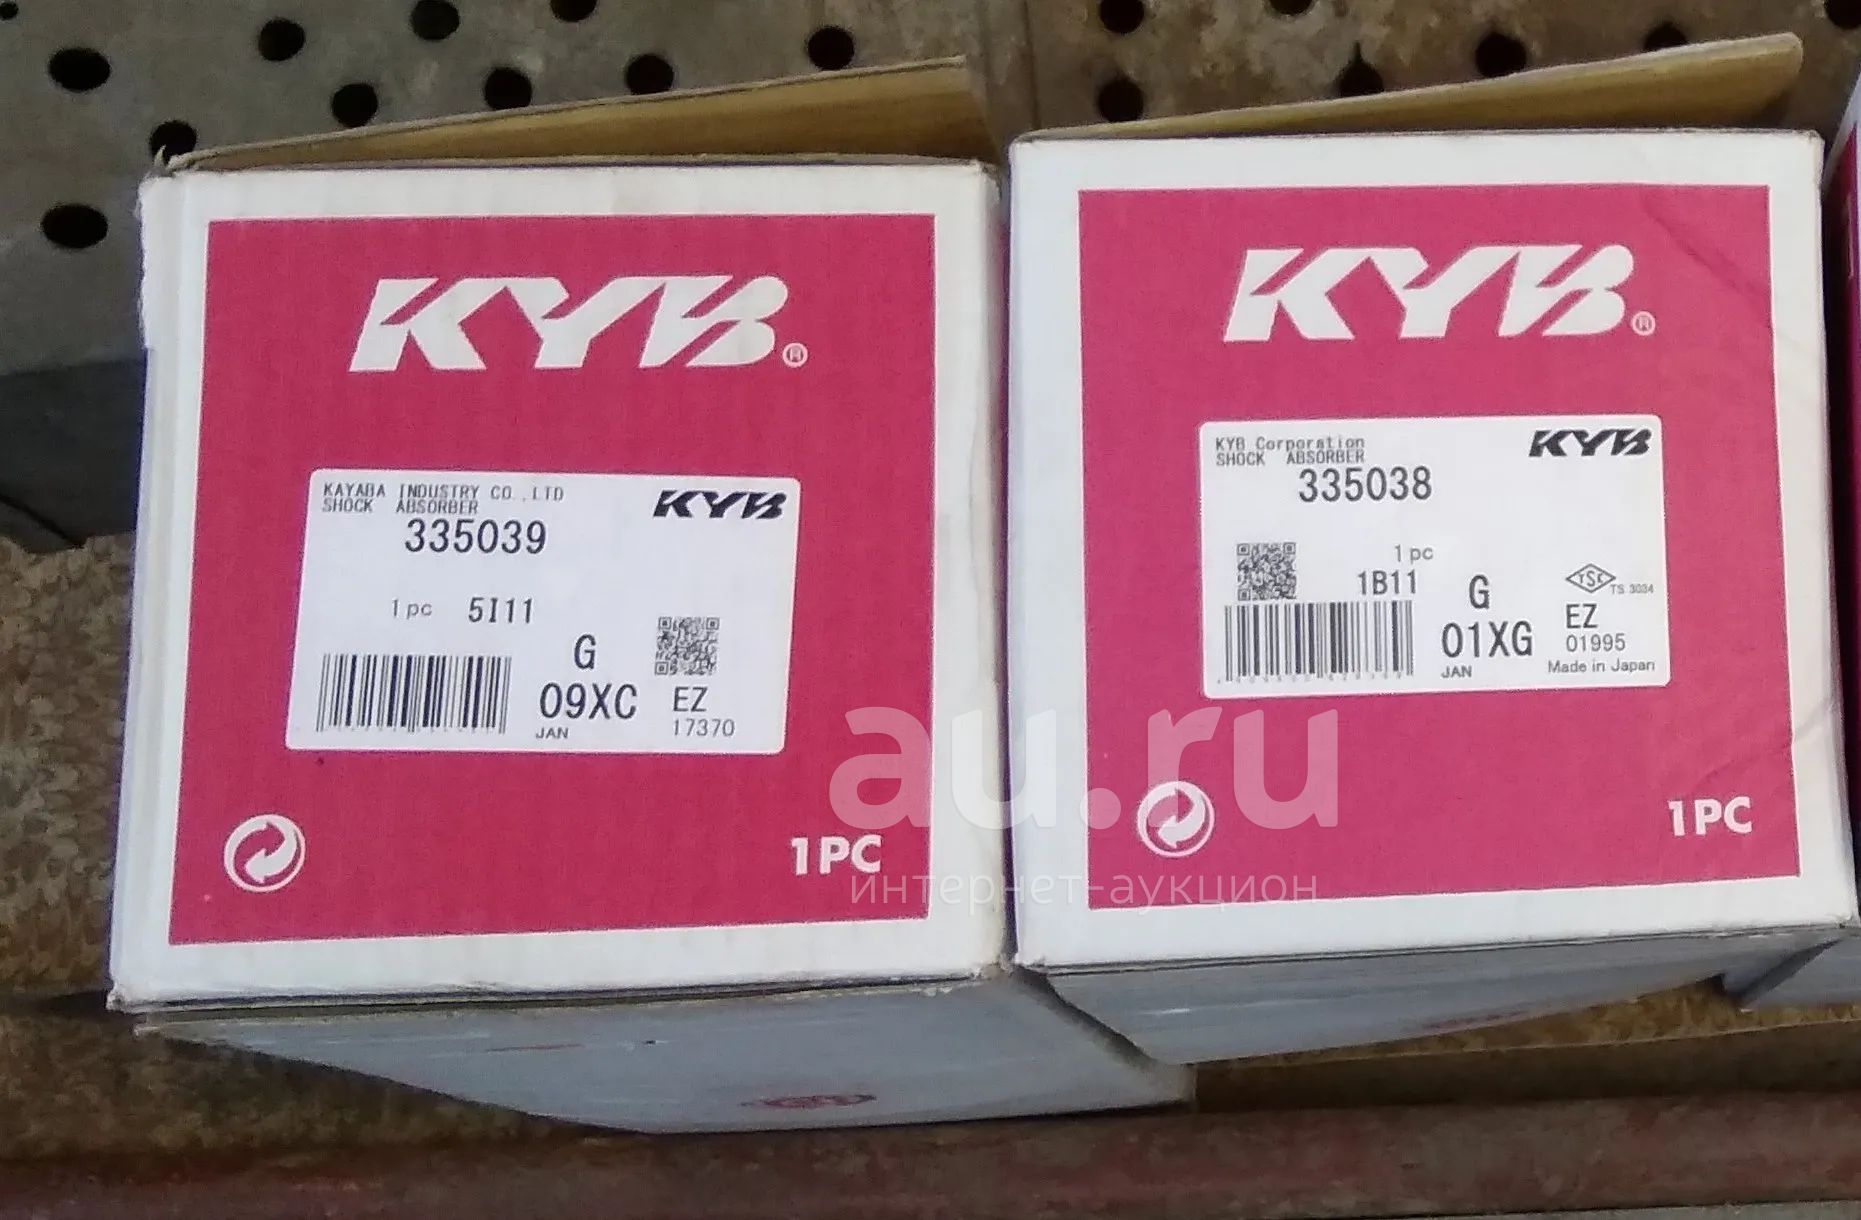 KYB®
KAYABA INDUSTRY CO.,LTD
SHOCK ABSORBER
KYB
335039
1pc 5I11
G
09XC
JAN
EZ
17370
1PC
KYB®
KYB Corporation
SHOCK ABSORBER
KYB
335038
1pc
1B11
G
01XG
JAN
TSE
TS 3034
EZ
01995
Made in Japan
1PC
au.ru
интернет-аукцион